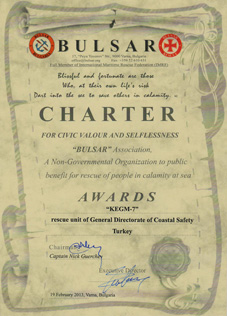 BULSAR
Full Member of International Maritime Rescue Federation (IMRF)
Blissful and fortunate are those
Who, at their own life's risk
Dart into the sea to save others in calamity.
CHARTER
FOR CIVIC VALOUR AND SELFLESSNESS
"BULSAR" Association,
A Non-Governmental Organization to public
benefit for rescue of people in calamity at sea
AWARDS
"KEGM-7"
rescue unit of General Directorate of Coastal Safety
Turkey
Chairman
Captain Nick
Executive Director
19 February 2013, Varna, Bulgaria